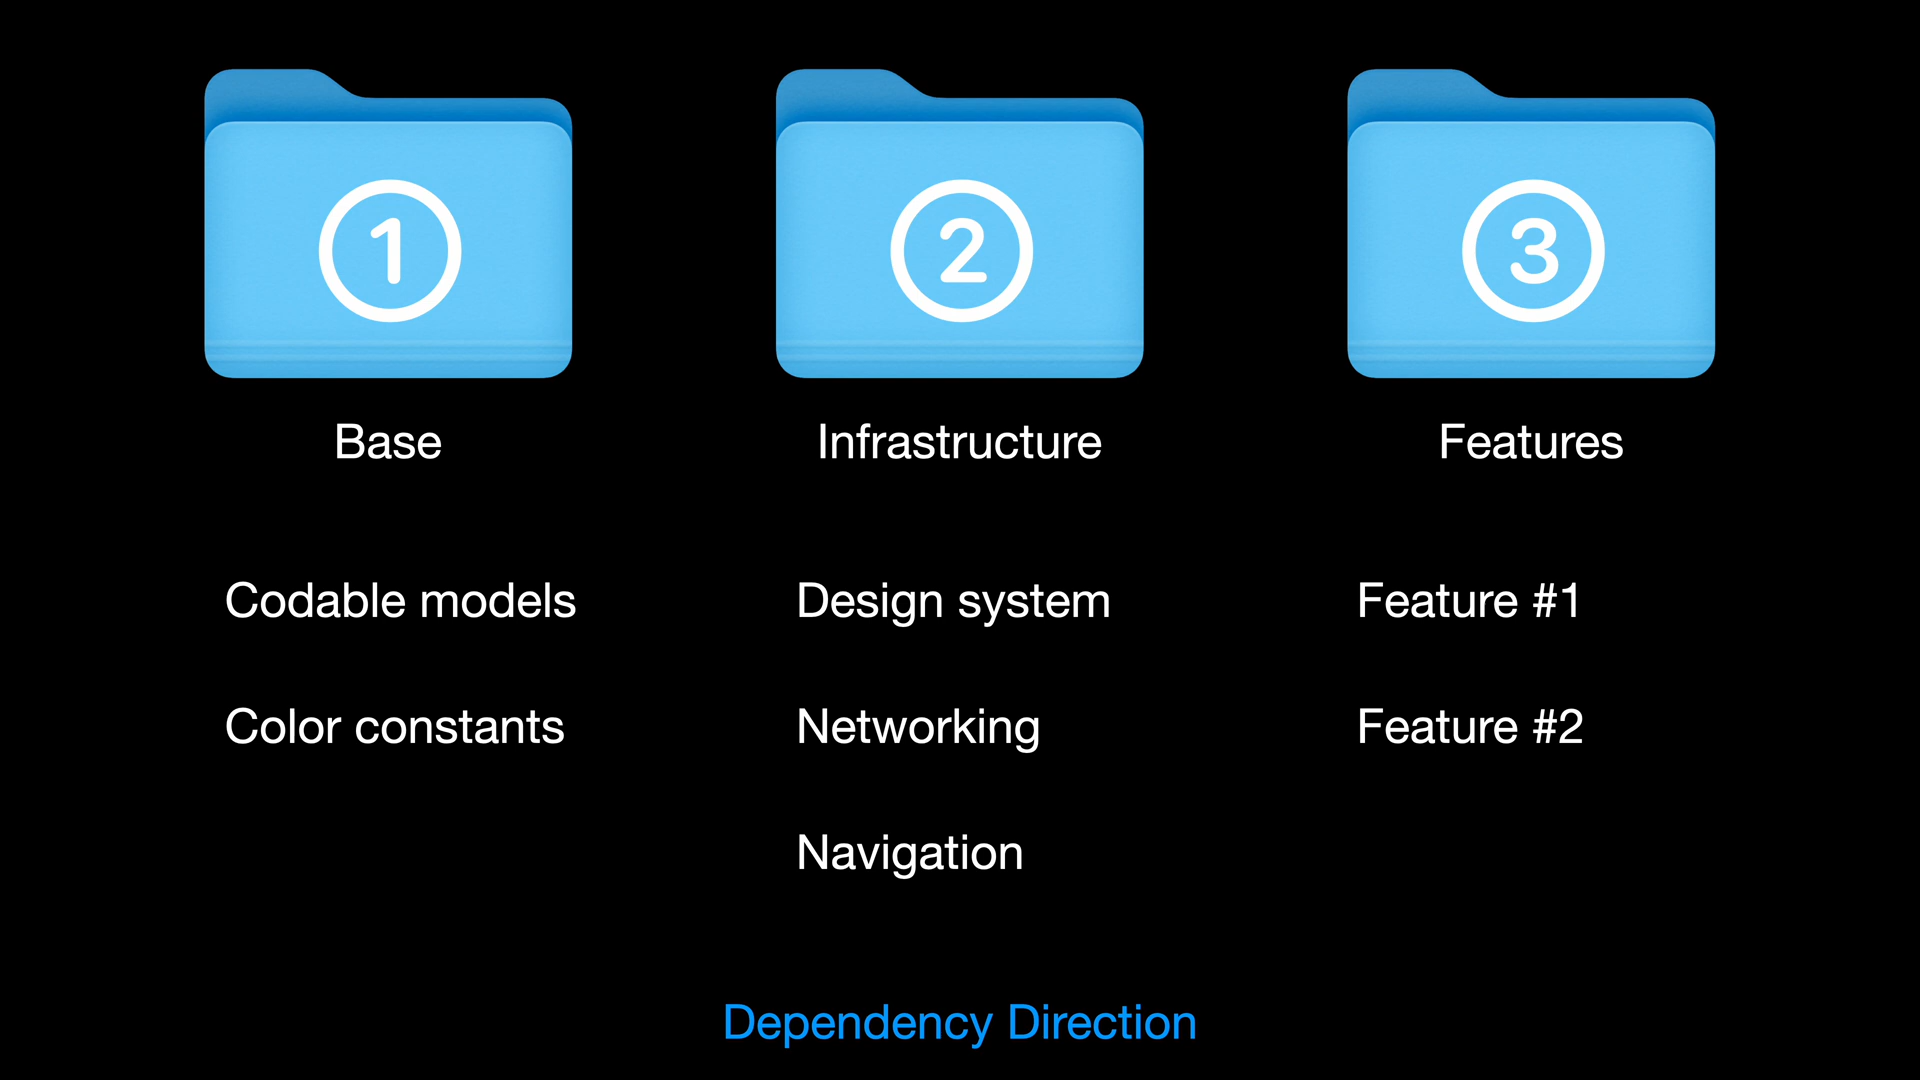 1
2
3
Base
Infrastructure
Features
Codable models
Design system
Feature #1
Color constants
Networking
Feature #2
Navigation
Dependency Direction